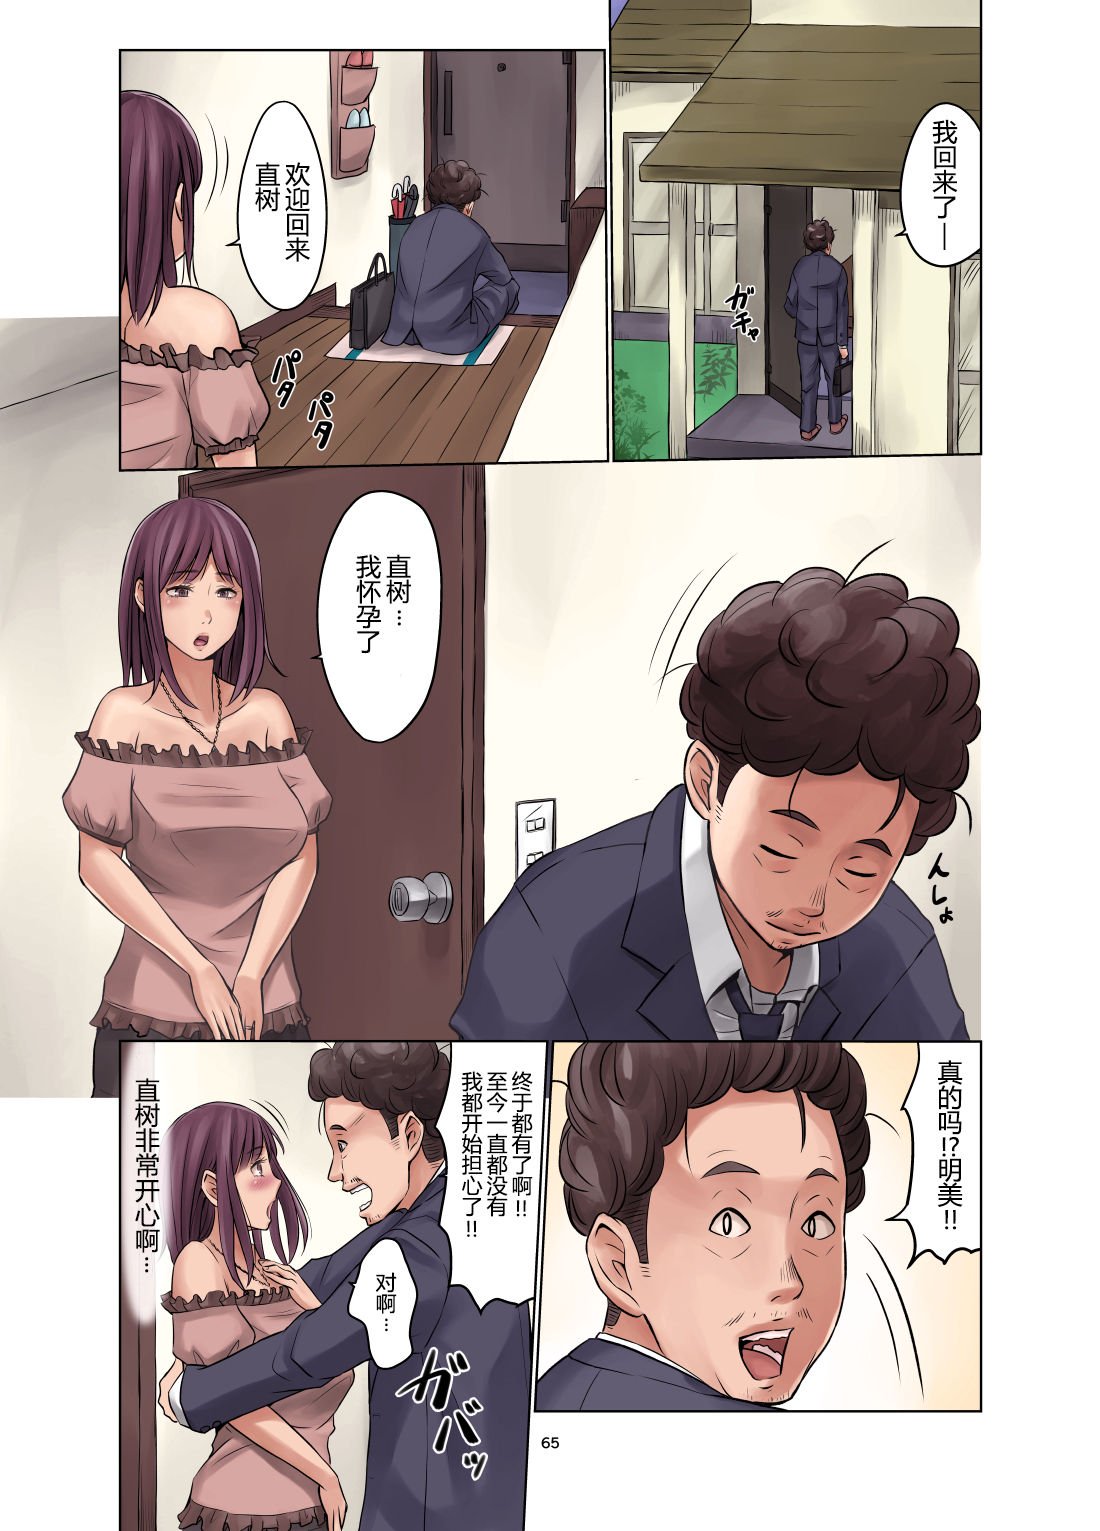 我回来了—
ガチャ
欢迎回来
直树
パタ
パタ
直树…
我怀孕了
んしょ
真的吗!?明美!!
终于都有了啊!!
至今一直都没有
我都开始担心了!!
对啊…
ガバッ
直树非常开心啊…
65